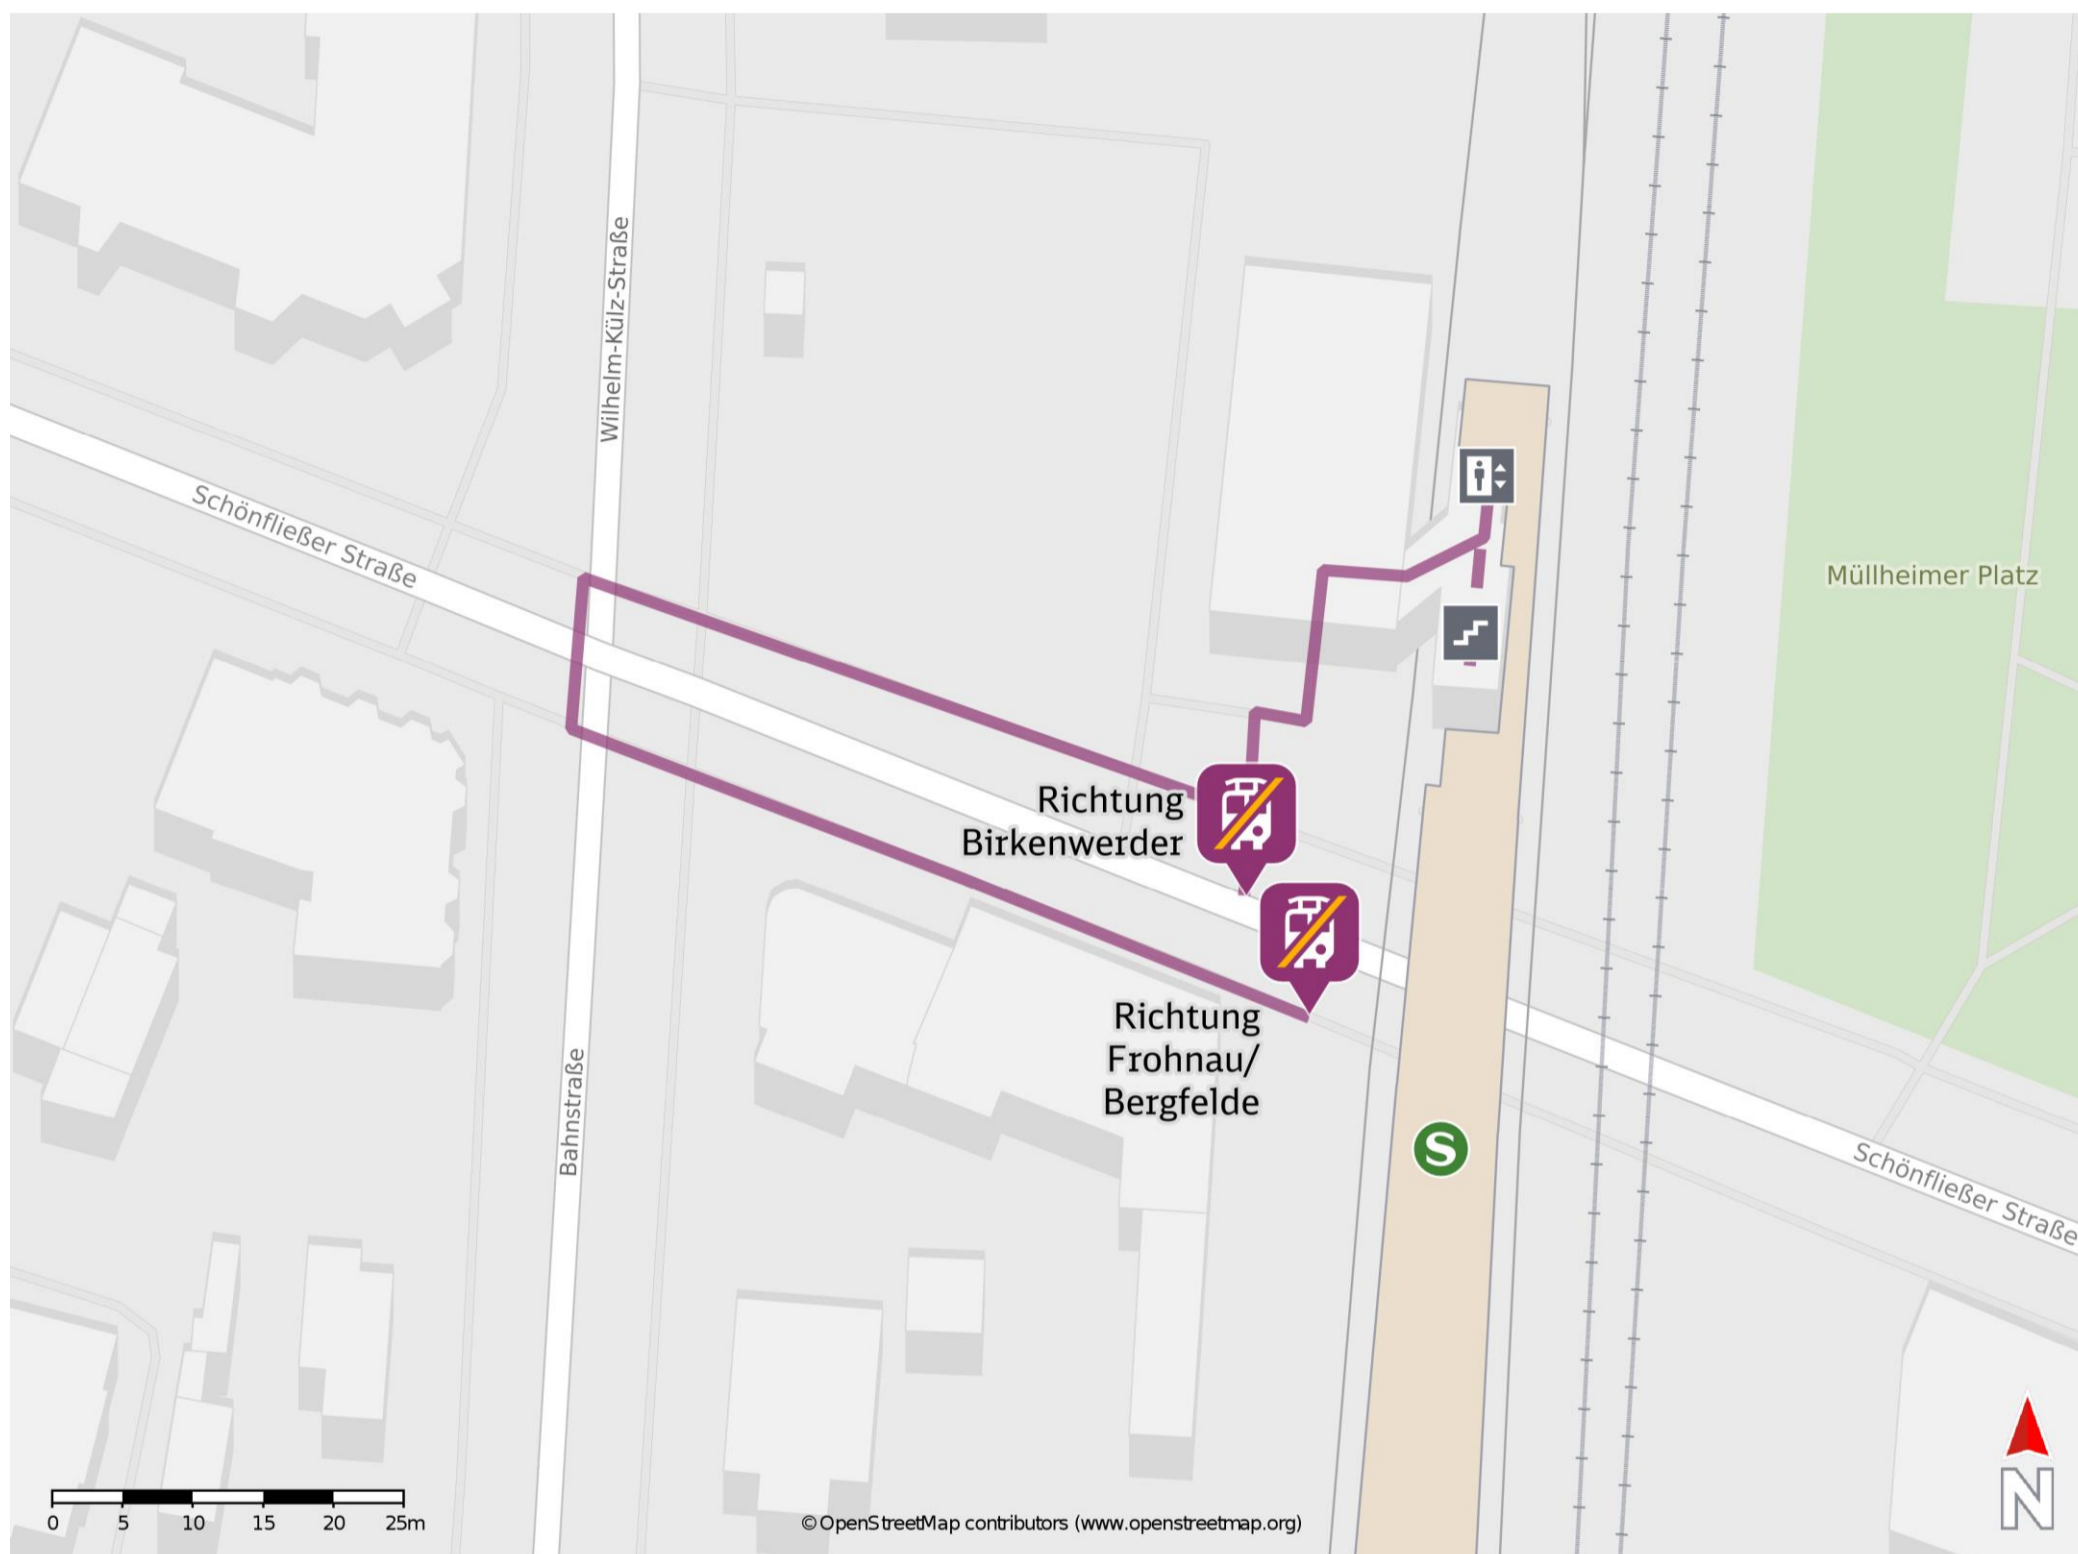 Wilhelm-Külz-Straße
Schönfließer Straße
Müllheimer Platz
Richtung
Birkenwerder
Richtung
Frohnau/
Bergfelde
Bahnstraße
S
Schönfließer Straße
N
0 5 10 15 20 25m
©OpenStreetMap contributors (www.openstreetmap.org)